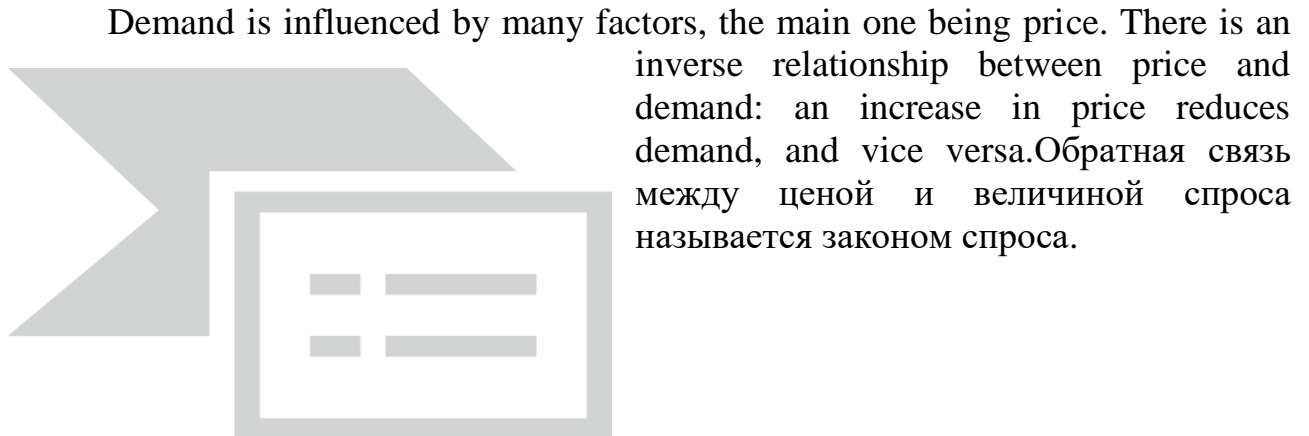 Demand is influenced by many factors, the main one being price. There is an
inverse relationship between price and
demand: an increase in price reduces
demand, and vice versa.Обратная связь
между ценой и величиной спроса
называется законом спроса.